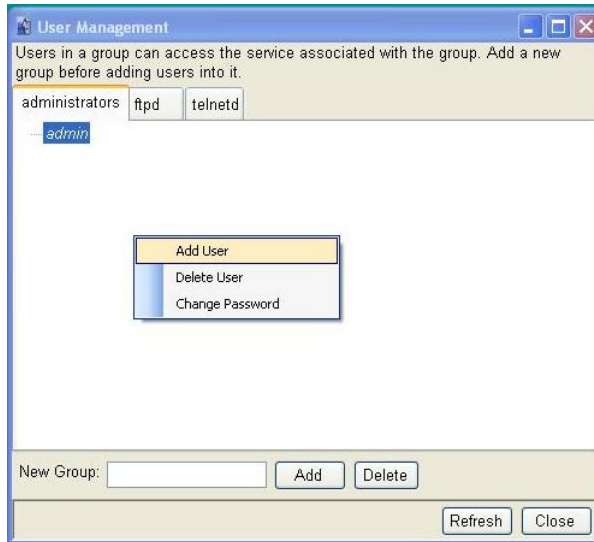 User Management
Users in a group can access the service associated with the group. Add a new
group before adding users into it.
administrators ftpd telnetd
admin
Add User
Delete User
Change Password
New Group: Add Delete
Refresh Close